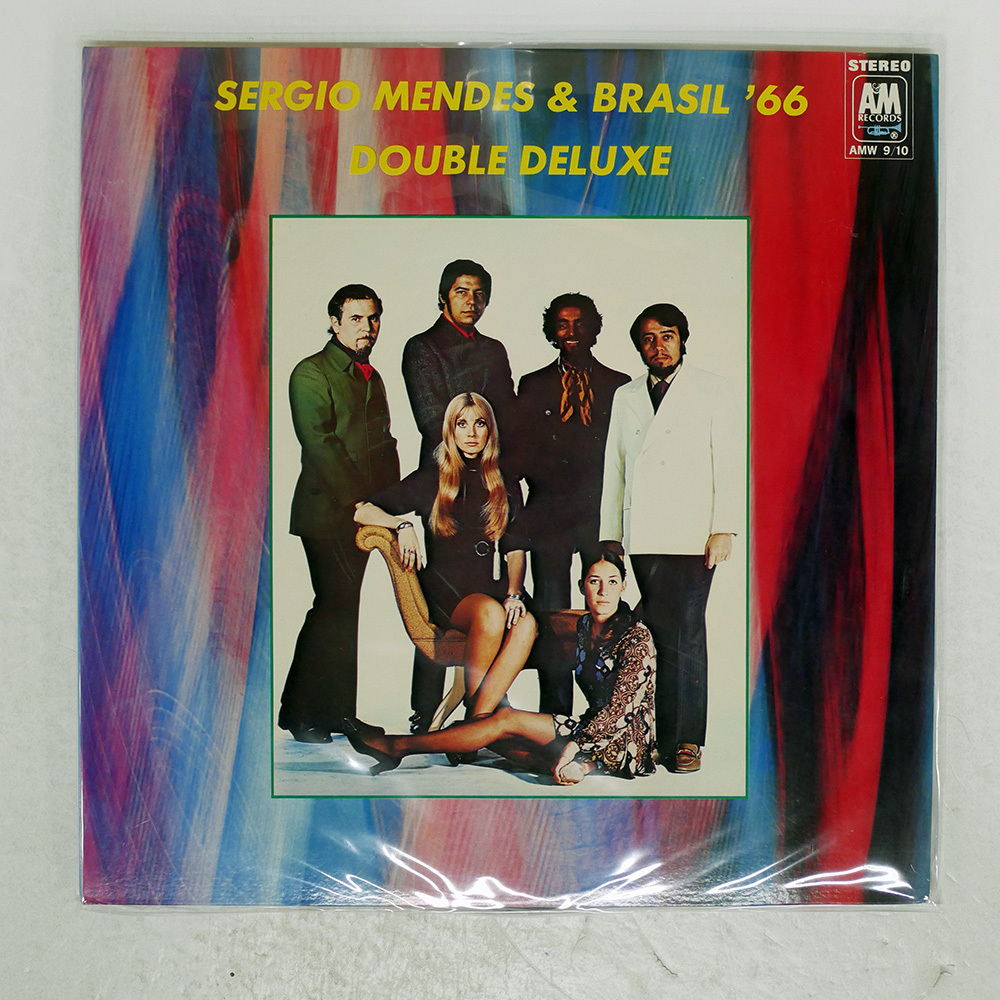 SERGIO MENDES & BRASIL '66
DOUBLE DELUXE
STEREO
A&M
RECORDS
®
AMW 9/10